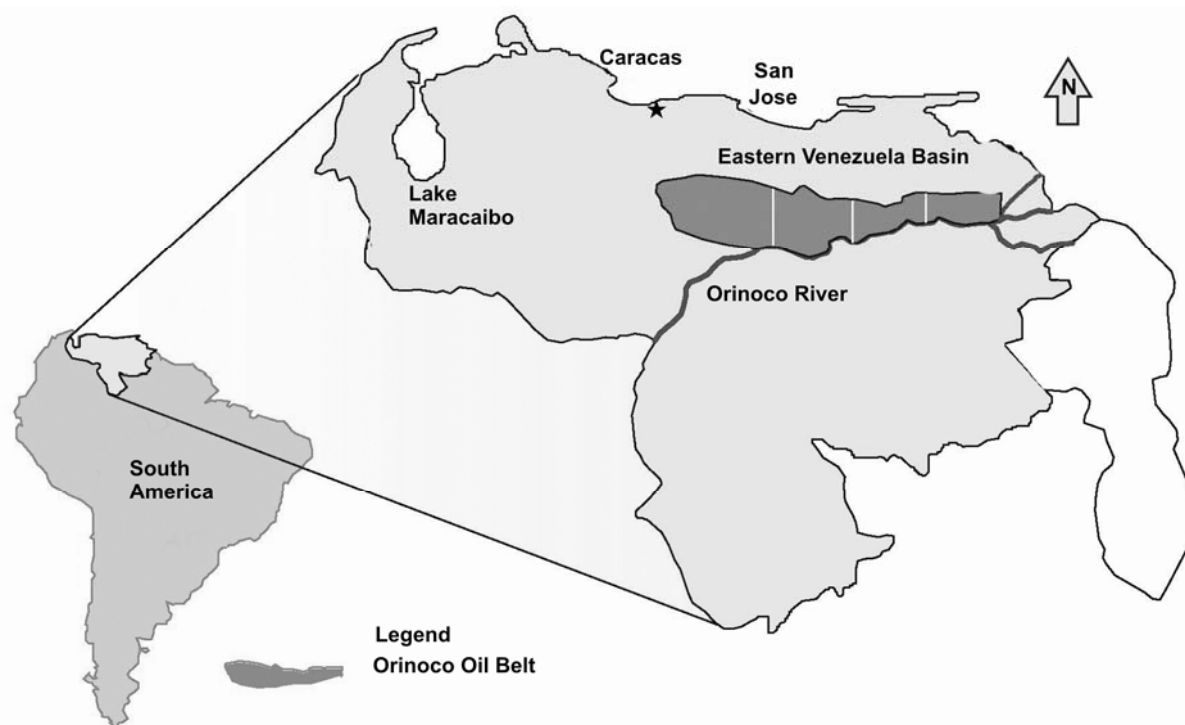 Caracas
San
Jose
N
Eastern Venezuela Basin
Lake
Maracaibo
Orinoco River
South
America
Legend
Orinoco Oil Belt